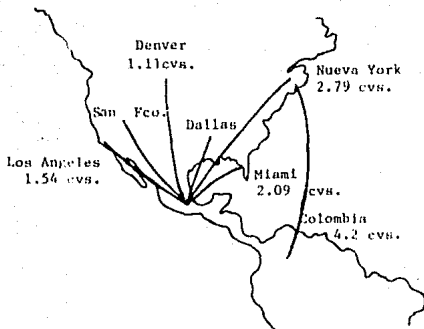 Denver
1.11cvs.
Nueva York
2.79 cvs.
San Fco.
Dallas
Los Angeles
1.54 cvs.
Miami
2.09 cvs.
Colombia
4.2 cvs.